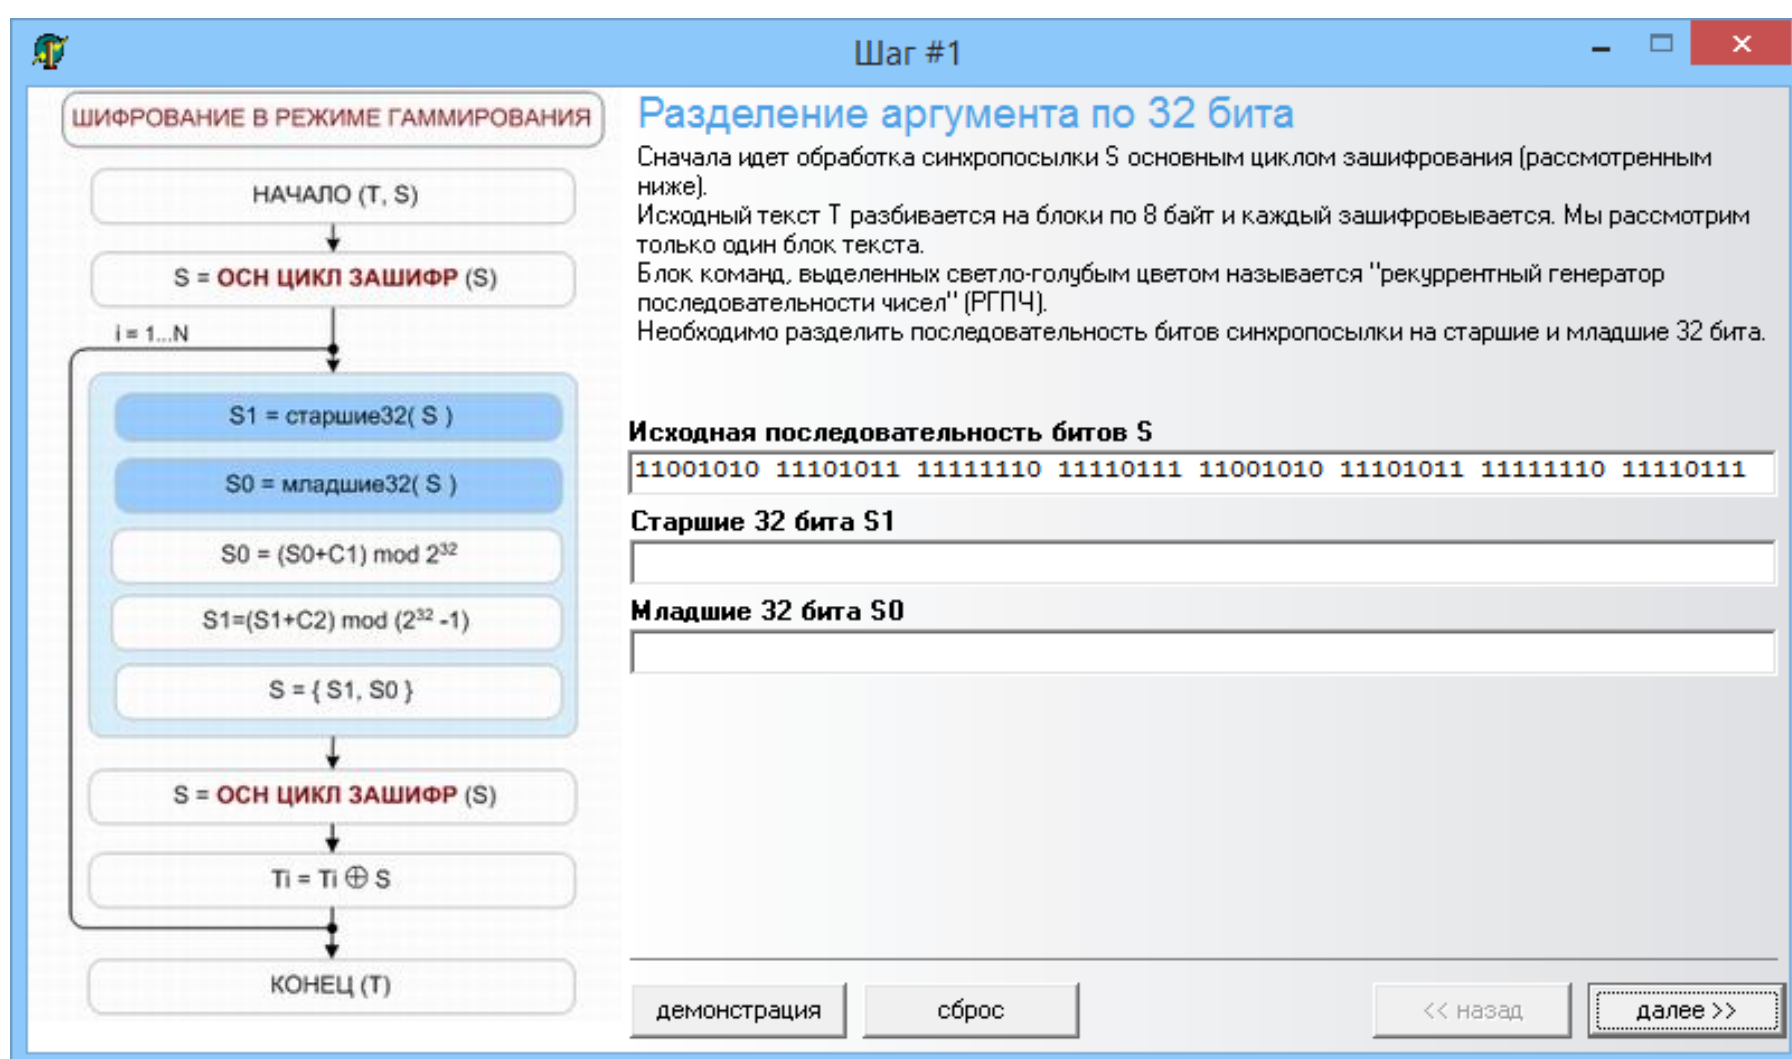 Шаг #1
ШИФРОВАНИЕ В РЕЖИМЕ ГАММИРОВАНИЯ
НАЧАЛО (T, S)
S = ОСН ЦИКЛ ЗАШИФР (S)
i = 1...N
S1 = старшие32( S )
S0 = младшие32( S )
S0 = (S0+C1) mod 2³²
S1=(S1+C2) mod (2³² -1)
S = { S1, S0 }
S = ОСН ЦИКЛ ЗАШИФР (S)
Ti = Ti ⊕ S
КОНЕЦ (T)
Разделение аргумента по 32 бита
Сначала идет обработка синхропосылки S основным циклом зашифрования (рассмотренным
ниже).
Исходный текст T разбивается на блоки по 8 байт и каждый зашифровывается. Мы рассмотрим
только один блок текста.
Блок команд, выделенных светло-голубым цветом называется "рекуррентный генератор
последовательности чисел" (РГПЧ).
Необходимо разделить последовательность битов синхропосылки на старшие и младшие 32 бита.
Исходная последовательность битов S
11001010 11101011 11111110 11110111 11001010 11101011 11111110 11110111
Старшие 32 бита S1
Младшие 32 бита S0
демонстрация
сброс
<< назад
далее >>